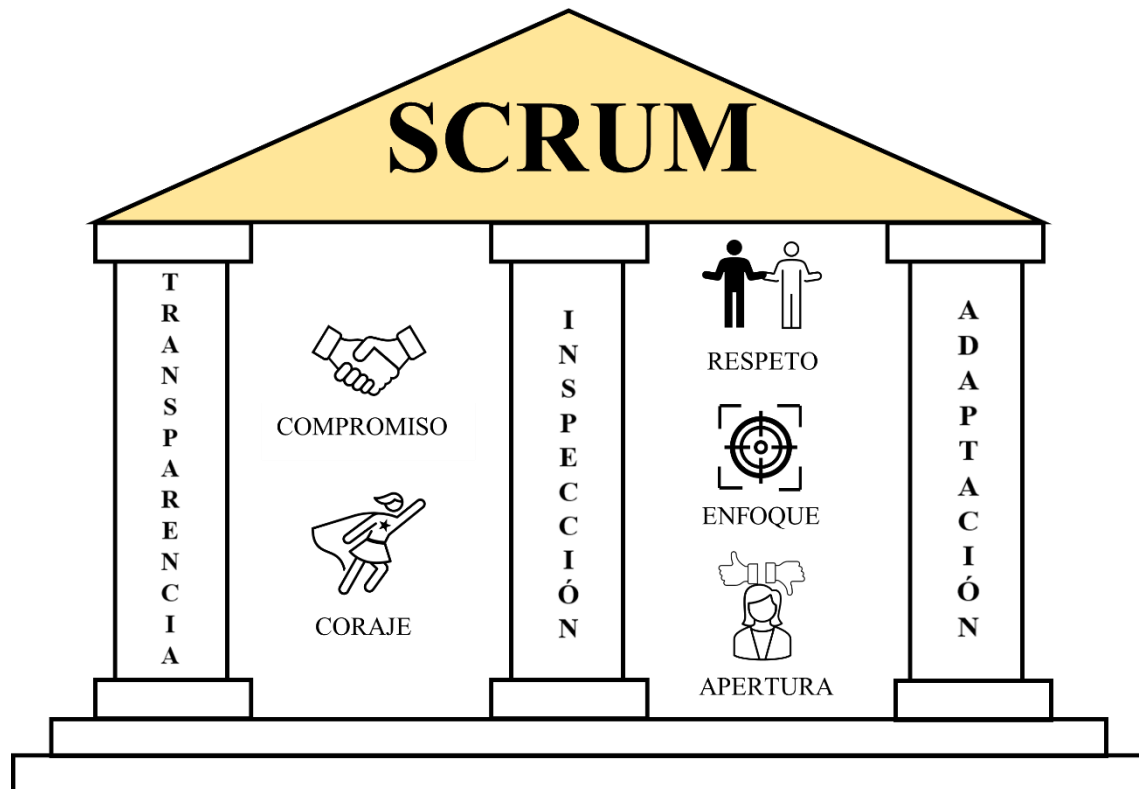 SCRUM
TRANSPARENCIA
COMPROMISO
CORAJE
INSPECCIÓN
RESPETO
ENFOQUE
APERTURA
ADAPTACIÓN